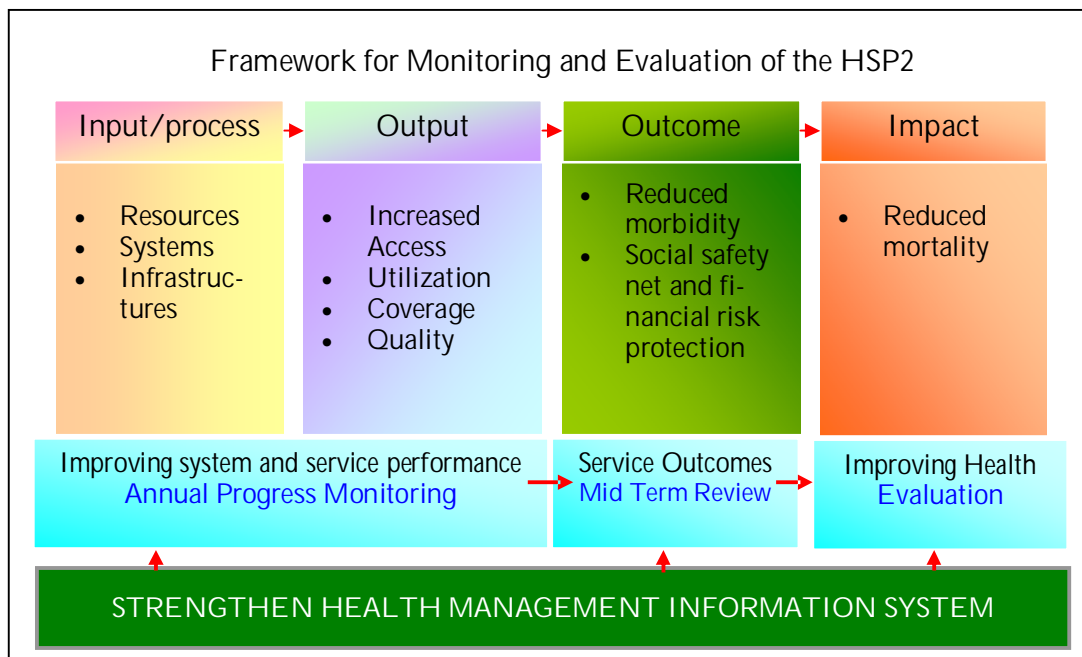 Framework for Monitoring and Evaluation of the HSP2
Input/process
Output
Outcome
Impact
• Resources
• Systems
• Infrastruc-
tures
• Increased
Access
• Utilization
• Coverage
• Quality
• Reduced
morbidity
• Social safety
net and fi-
nancial risk
protection
• Reduced
mortality
Improving system and service performance
Annual Progress Monitoring
Service Outcomes
Mid Term Review
Improving Health
Evaluation
STRENGTHEN HEALTH MANAGEMENT INFORMATION SYSTEM